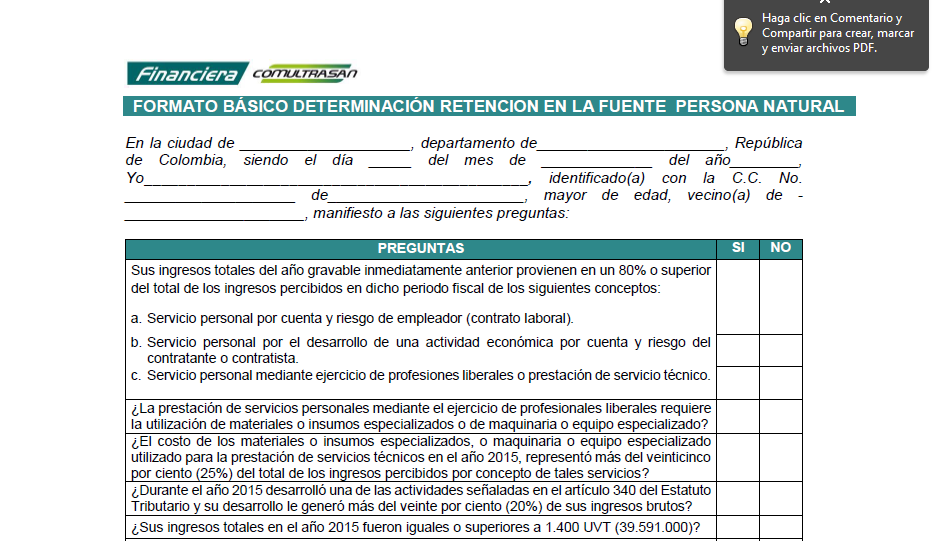 Haga clic en Comentario y
Compartir para crear, marcar
y enviar archivos PDF.
Financiera COMULTRASAN
FORMATO BÁSICO DETERMINACIÓN RETENCION EN LA FUENTE PERSONA NATURAL
En la ciudad de ____________________, departamento de______________________, República
de Colombia, siendo el día _____ del mes de _____________ del año________,
Yo_____________________________________________, identificado(a) con la C.C. No.
____________________ de_______________________, mayor de edad, vecino(a) de -
_____________________, manifiesto a las siguientes preguntas:
PREGUNTAS SI NO
Sus ingresos totales del año gravable inmediatamente anterior provienen en un 80% o superior
del total de los ingresos percibidos en dicho periodo fiscal de los siguientes conceptos:
a. Servicio personal por cuenta y riesgo de empleador (contrato laboral).
b. Servicio personal por el desarrollo de una actividad económica por cuenta y riesgo del
contratante o contratista.
c. Servicio personal mediante ejercicio de profesiones liberales o prestación de servicio técnico.
¿La prestación de servicios personales mediante el ejercicio de profesionales liberales requiere
la utilización de materiales o insumos especializados o de maquinaria o equipo especializado?
¿El costo de los materiales o insumos especializados, o maquinaria o equipo especializado
utilizado para la prestación de servicios técnicos en el año 2015, representó más del veinticinco
por ciento (25%) del total de los ingresos percibidos por concepto de tales servicios?
¿Durante el año 2015 desarrolló una de las actividades señaladas en el artículo 340 del Estatuto
Tributario y su desarrollo le generó más del veinte por ciento (20%) de sus ingresos brutos?
¿Sus ingresos totales en el año 2015 fueron iguales o superiores a 1.400 UVT (39.591.000)?